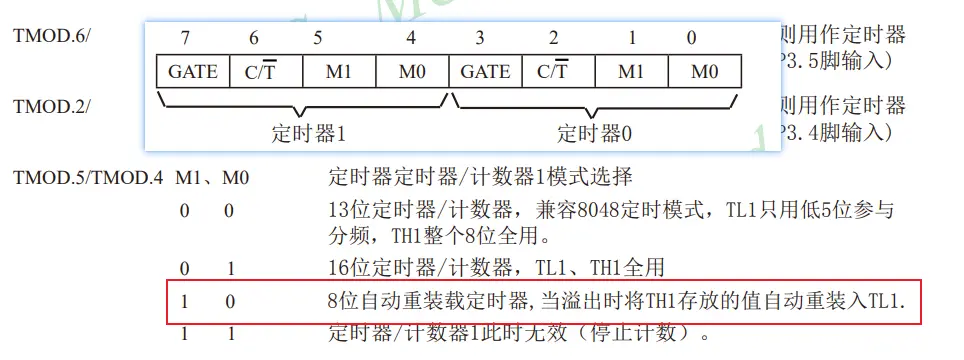 TMOD.6/ 7 6 5 4 3 2 1 0 则用作定时器
GATE C/T̅ M1 M0 GATE C/T̅ M1 M0 P3.5脚输入)
TMOD.2/ 则用作定时器
定时器1 定时器0 P3.4脚输入)
TMOD.5/TMOD.4 M1、M0 定时器定时器/计数器1模式选择
0 0 13位定时器/计数器，兼容8048定时模式，TL1只用低5位参与
分频，TH1整个8位全用。
0 1 16位定时器/计数器，TL1、TH1全用
1 0 8位自动重装载定时器,当溢出时将TH1存放的值自动重装入TL1.
1 1 定时器/计数器1此时无效（停止计数）。